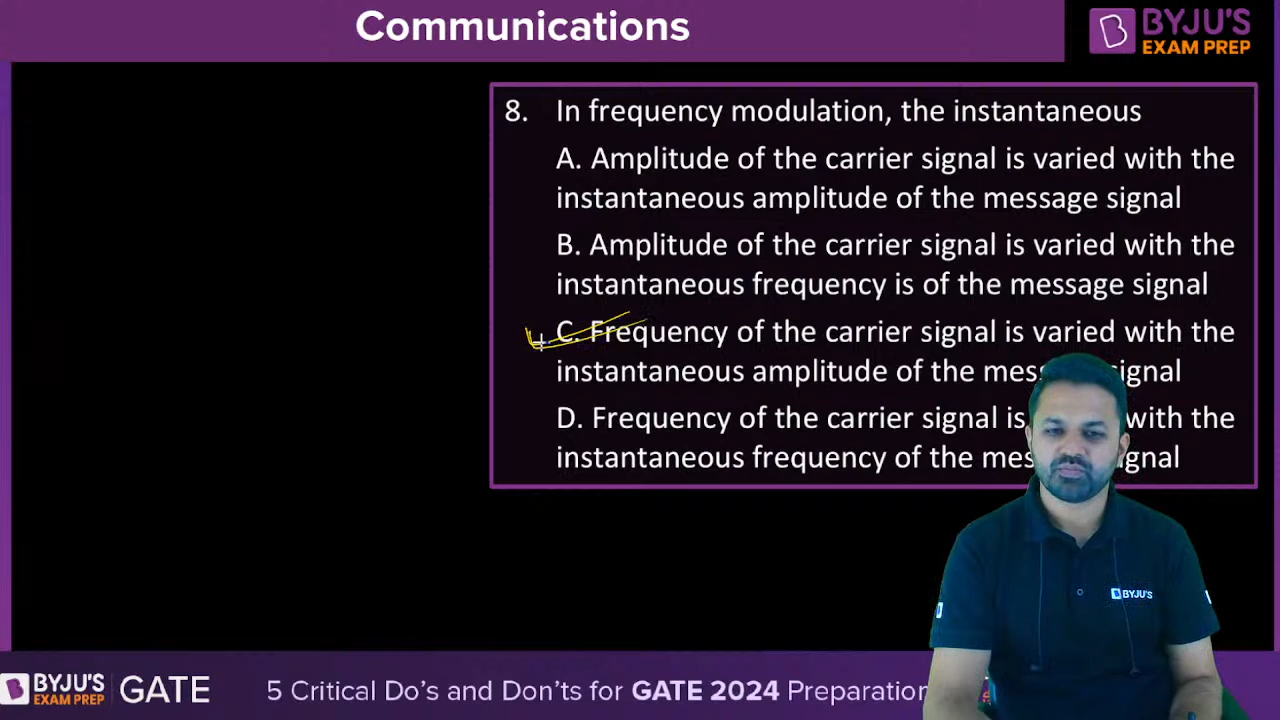 Communications
BYJU'S
EXAM PREP
8. In frequency modulation, the instantaneous
A. Amplitude of the carrier signal is varied with the
instantaneous amplitude of the message signal
B. Amplitude of the carrier signal is varied with the
instantaneous frequency is of the message signal
C. Frequency of the carrier signal is varied with the
instantaneous amplitude of the mes ignal
D. Frequency of the carrier signal is with the
instantaneous frequency of the mes gnal
BYJU'S
BYJU'S
EXAM PREP
GATE
5 Critical Do's and Don'ts for GATE 2024 Preparation